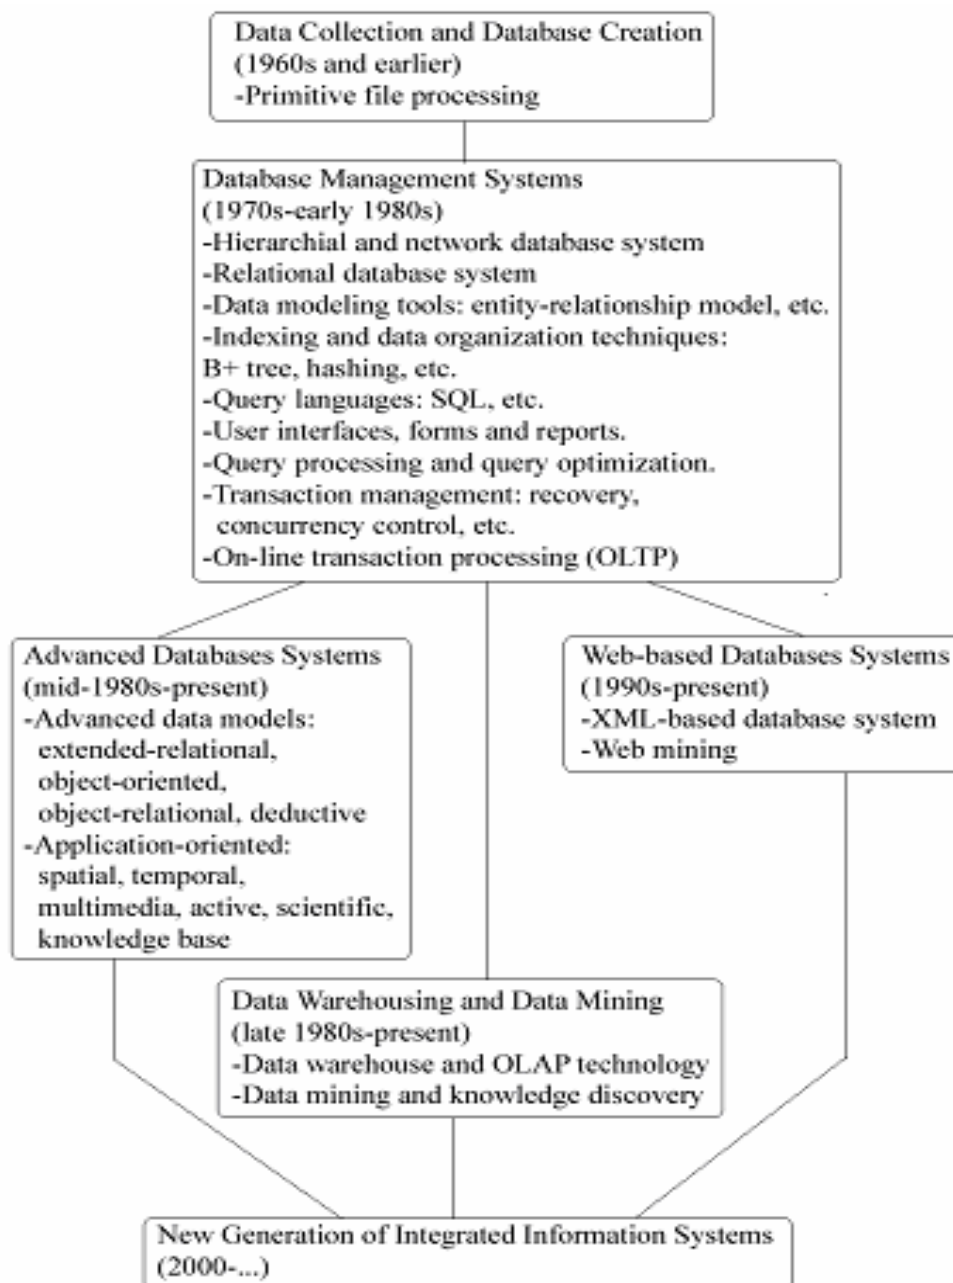 Data Collection and Database Creation
(1960s and earlier)
-Primitive file processing
Database Management Systems
(1970s-early 1980s)
-Hierarchial and network database system
-Relational database system
-Data modeling tools: entity-relationship model, etc.
-Indexing and data organization techniques:
B+ tree, hashing, etc.
-Query languages: SQL, etc.
-User interfaces, forms and reports.
-Query processing and query optimization.
-Transaction management: recovery,
concurrency control, etc.
-On-line transaction processing (OLTP)
Advanced Databases Systems
(mid-1980s-present)
-Advanced data models:
extended-relational,
object-oriented,
object-relational, deductive
-Application-oriented:
spatial, temporal,
multimedia, active, scientific,
knowledge base
Web-based Databases Systems
(1990s-present)
-XML-based database system
-Web mining
Data Warehousing and Data Mining
(late 1980s-present)
-Data warehouse and OLAP technology
-Data mining and knowledge discovery
New Generation of Integrated Information Systems
(2000-...)